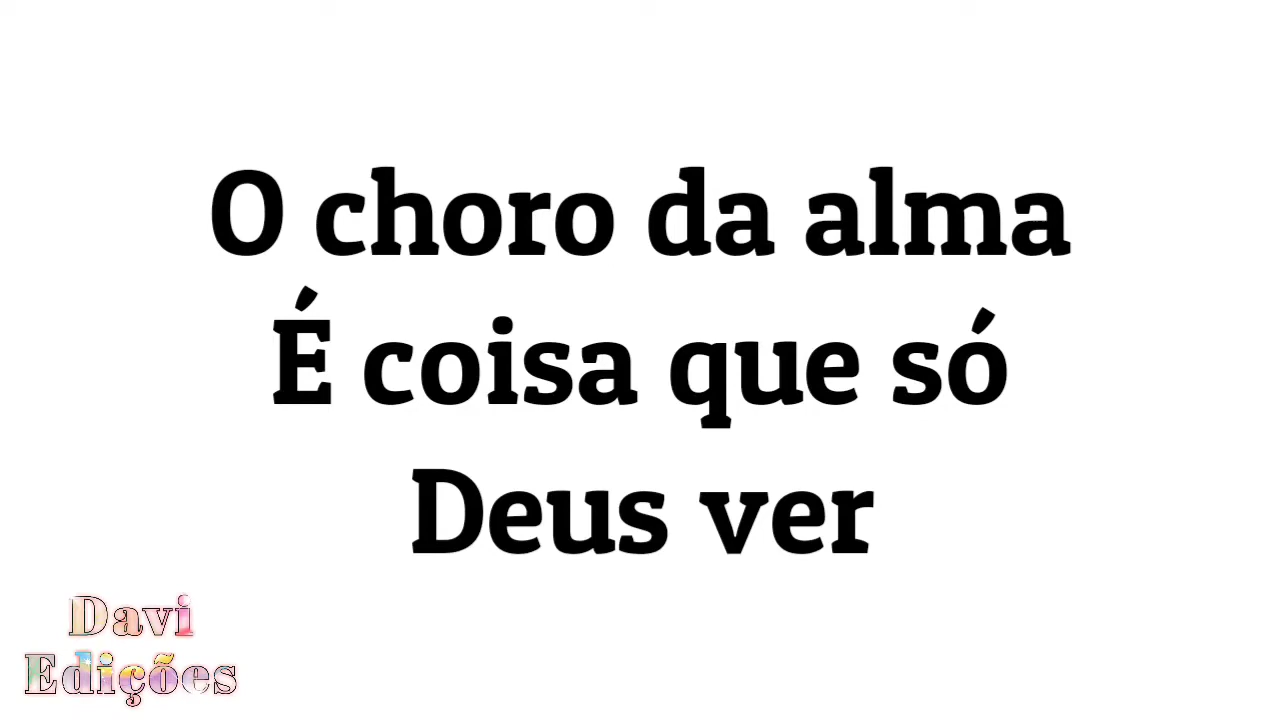 O choro da alma
É coisa que só
Deus ver
Davi
Edições